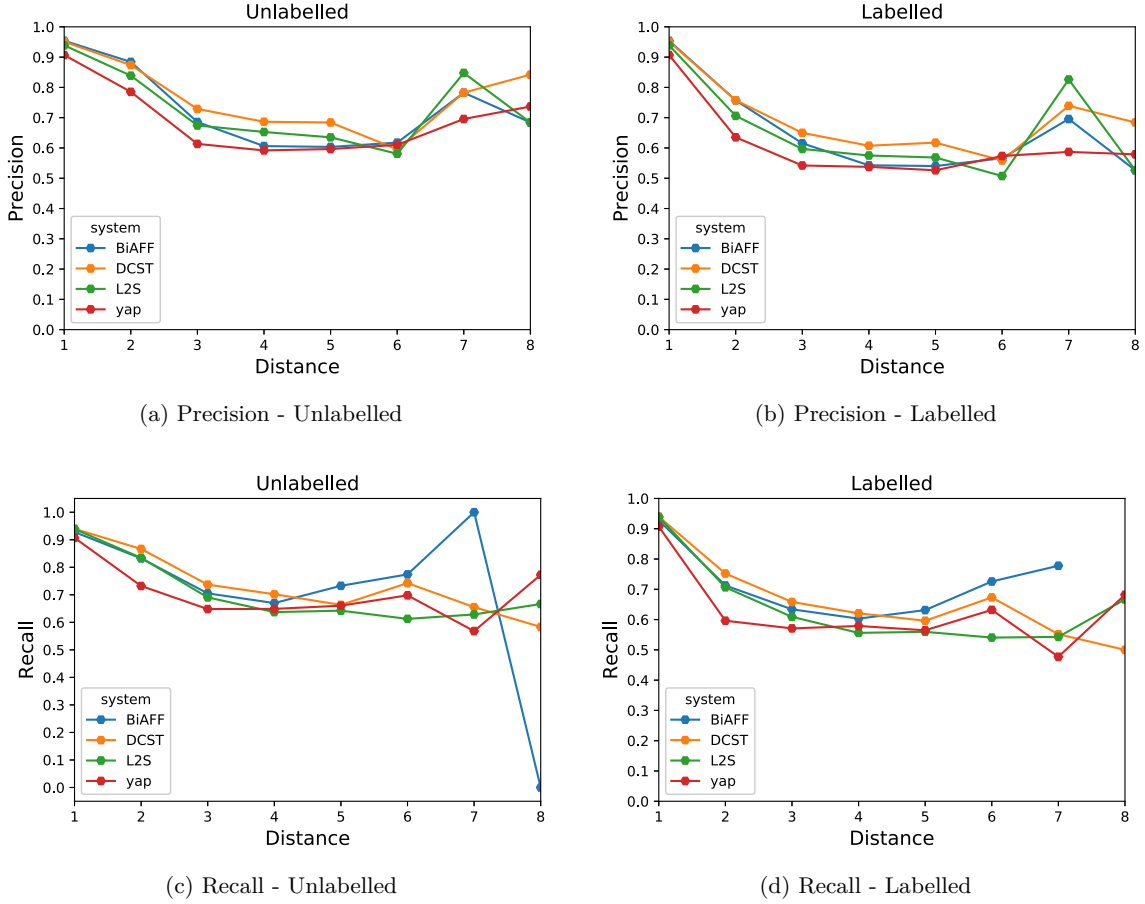 Unlabelled
1.0
0.9
0.8
0.7
0.6
0.5
0.4
0.3
0.2
0.1
0.0
Precision
system
BiAFF
DCST
L2S
yap
1 2 3 4 5 6 7 8
Distance
(a) Precision - Unlabelled
Labelled
1.0
0.9
0.8
0.7
0.6
0.5
0.4
0.3
0.2
0.1
0.0
Precision
system
BiAFF
DCST
L2S
yap
1 2 3 4 5 6 7 8
Distance
(b) Precision - Labelled
Unlabelled
1.0
0.9
0.8
0.7
0.6
0.5
0.4
0.3
0.2
0.1
0.0
Recall
system
BiAFF
DCST
L2S
yap
1 2 3 4 5 6 7 8
Distance
(c) Recall - Unlabelled
Labelled
1.0
0.9
0.8
0.7
0.6
0.5
0.4
0.3
0.2
0.1
0.0
Recall
system
BiAFF
DCST
L2S
yap
1 2 3 4 5 6 7 8
Distance
(d) Recall - Labelled